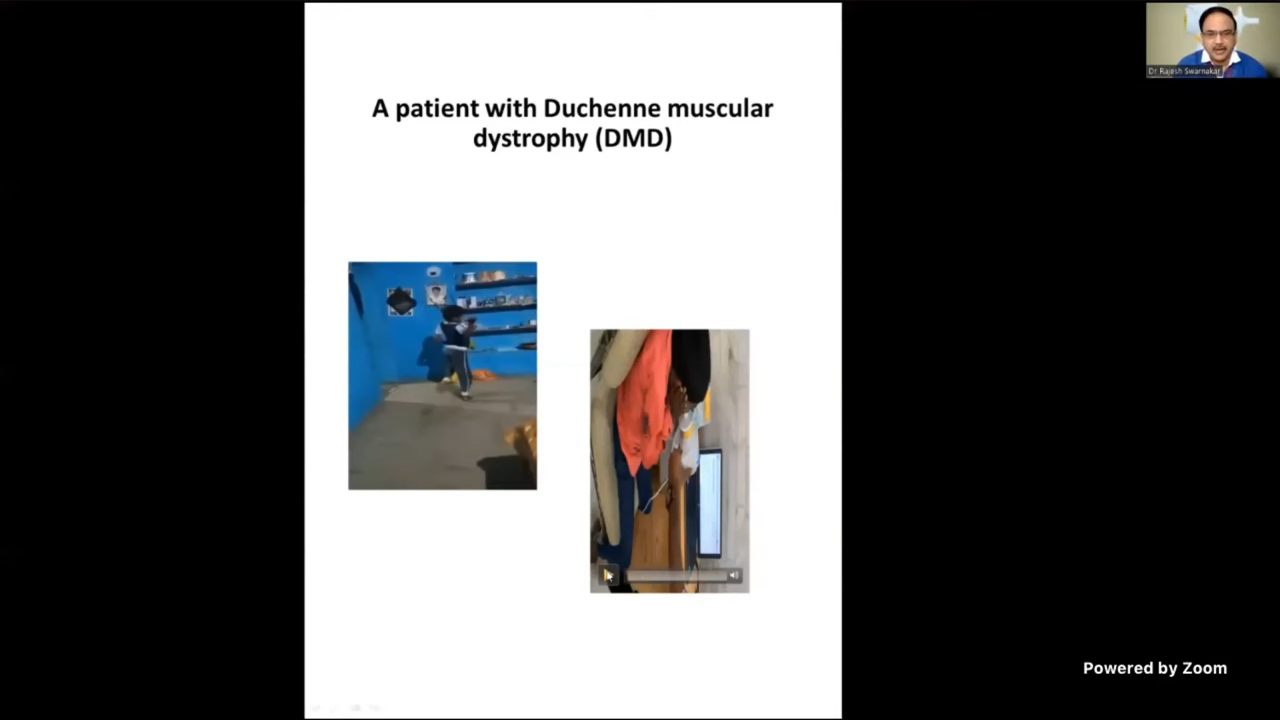 Dr Rajesh Swarnakar
A patient with Duchenne muscular
dystrophy (DMD)
Powered by Zoom